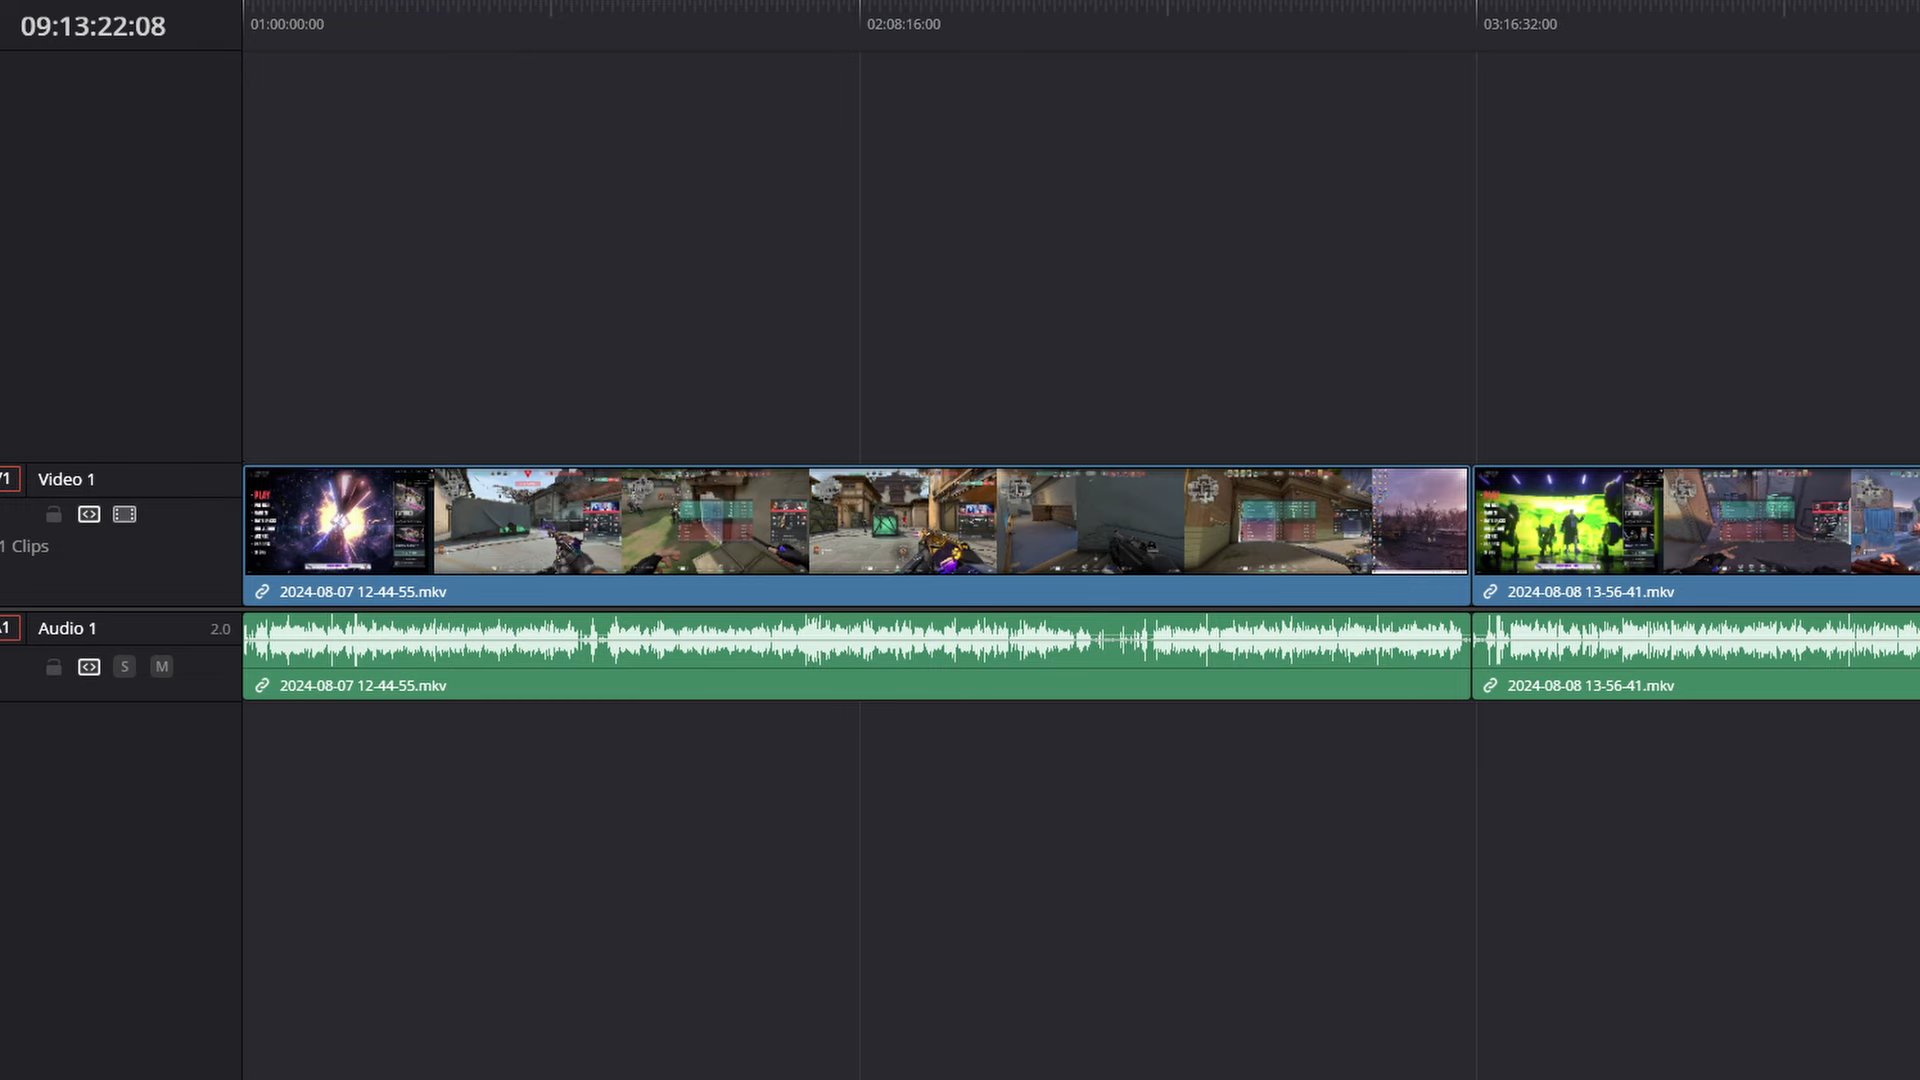 09:13:22:08
01:00:00:00
02:08:16:00
03:16:32:00
Video 1
1 Clips
2024-08-07 12-44-55.mkv
2024-08-08 13-56-41.mkv
Audio 1
2.0
S
M
2024-08-07 12-44-55.mkv
2024-08-08 13-56-41.mkv
PLAY